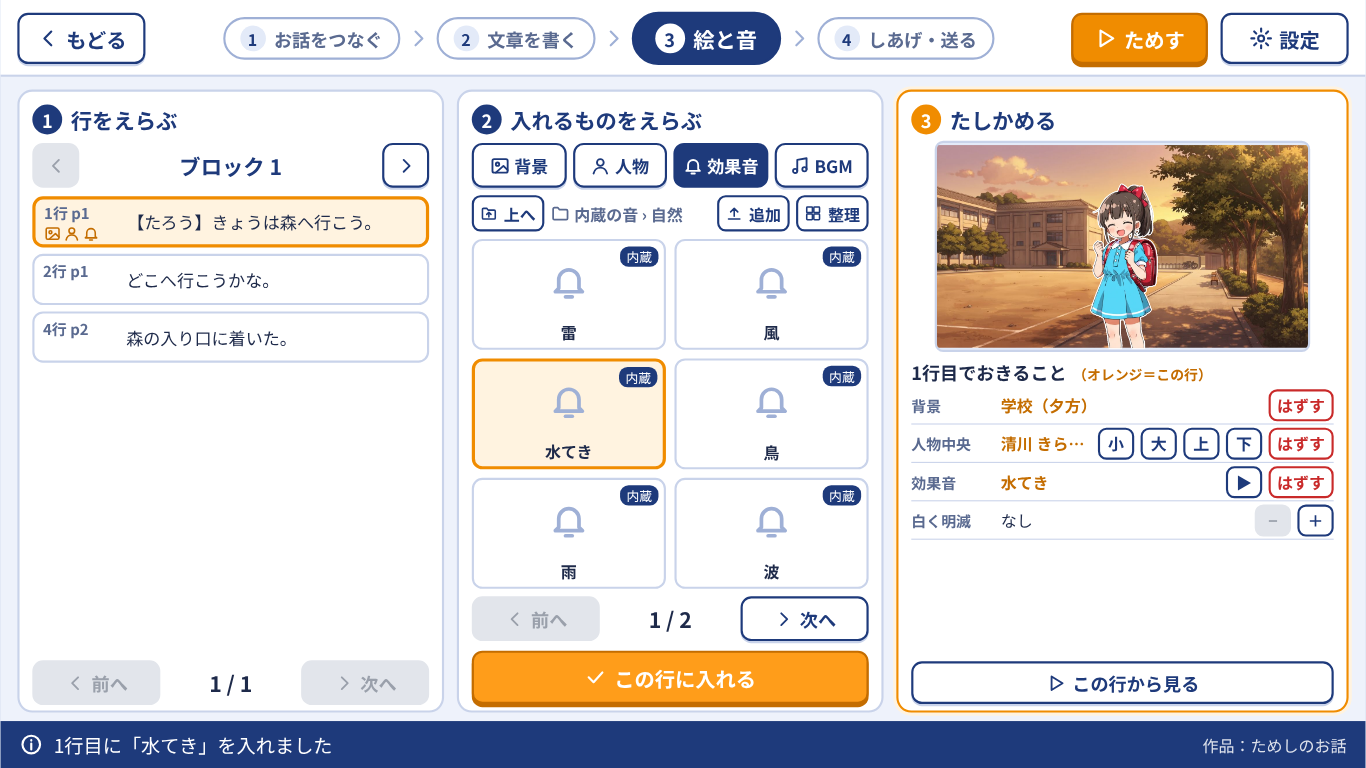 もどる
1 お話をつなぐ
2 文章を書く
3 絵と音
4 しあげ・送る
ためす
設定
1 行をえらぶ
ブロック 1
1行 p1
【たろう】きょうは森へ行こう。
2行 p1
どこへ行こうかな。
4行 p2
森の入り口に着いた。
前へ
1 / 1
次へ
2 入れるものをえらぶ
背景
人物
効果音
BGM
上へ
内蔵の音 › 自然
追加
整理
内蔵
雷
内蔵
風
内蔵
水てき
内蔵
鳥
内蔵
雨
内蔵
波
前へ
1 / 2
次へ
この行に入れる
3 たしかめる
1行目でおきること （オレンジ＝この行）
背景 学校（夕方） はずす
人物中央 清川 きら… 小 大 上 下 はずす
効果音 水てき はずす
白く明滅 なし − +
この行から見る
1行目に「水てき」を入れました
作品：ためしのお話